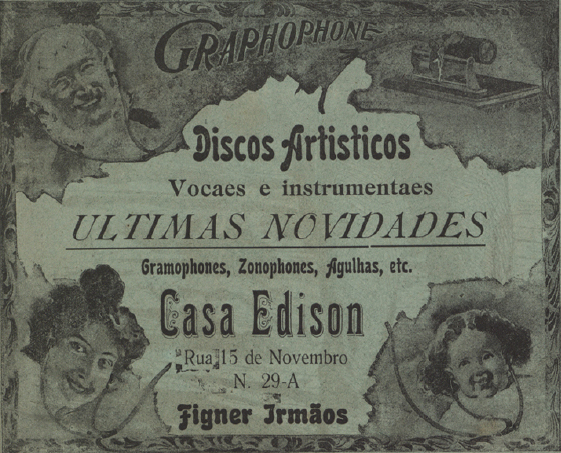 GRAPHOPHONE
Discos Artisticos
Vocaes e instrumentaes
ULTIMAS NOVIDADES
Gramophones, Zonophones, Agulhas, etc.
Casa Edison
Rua 15 de Novembro
N. 29-A
Figner Irmãos